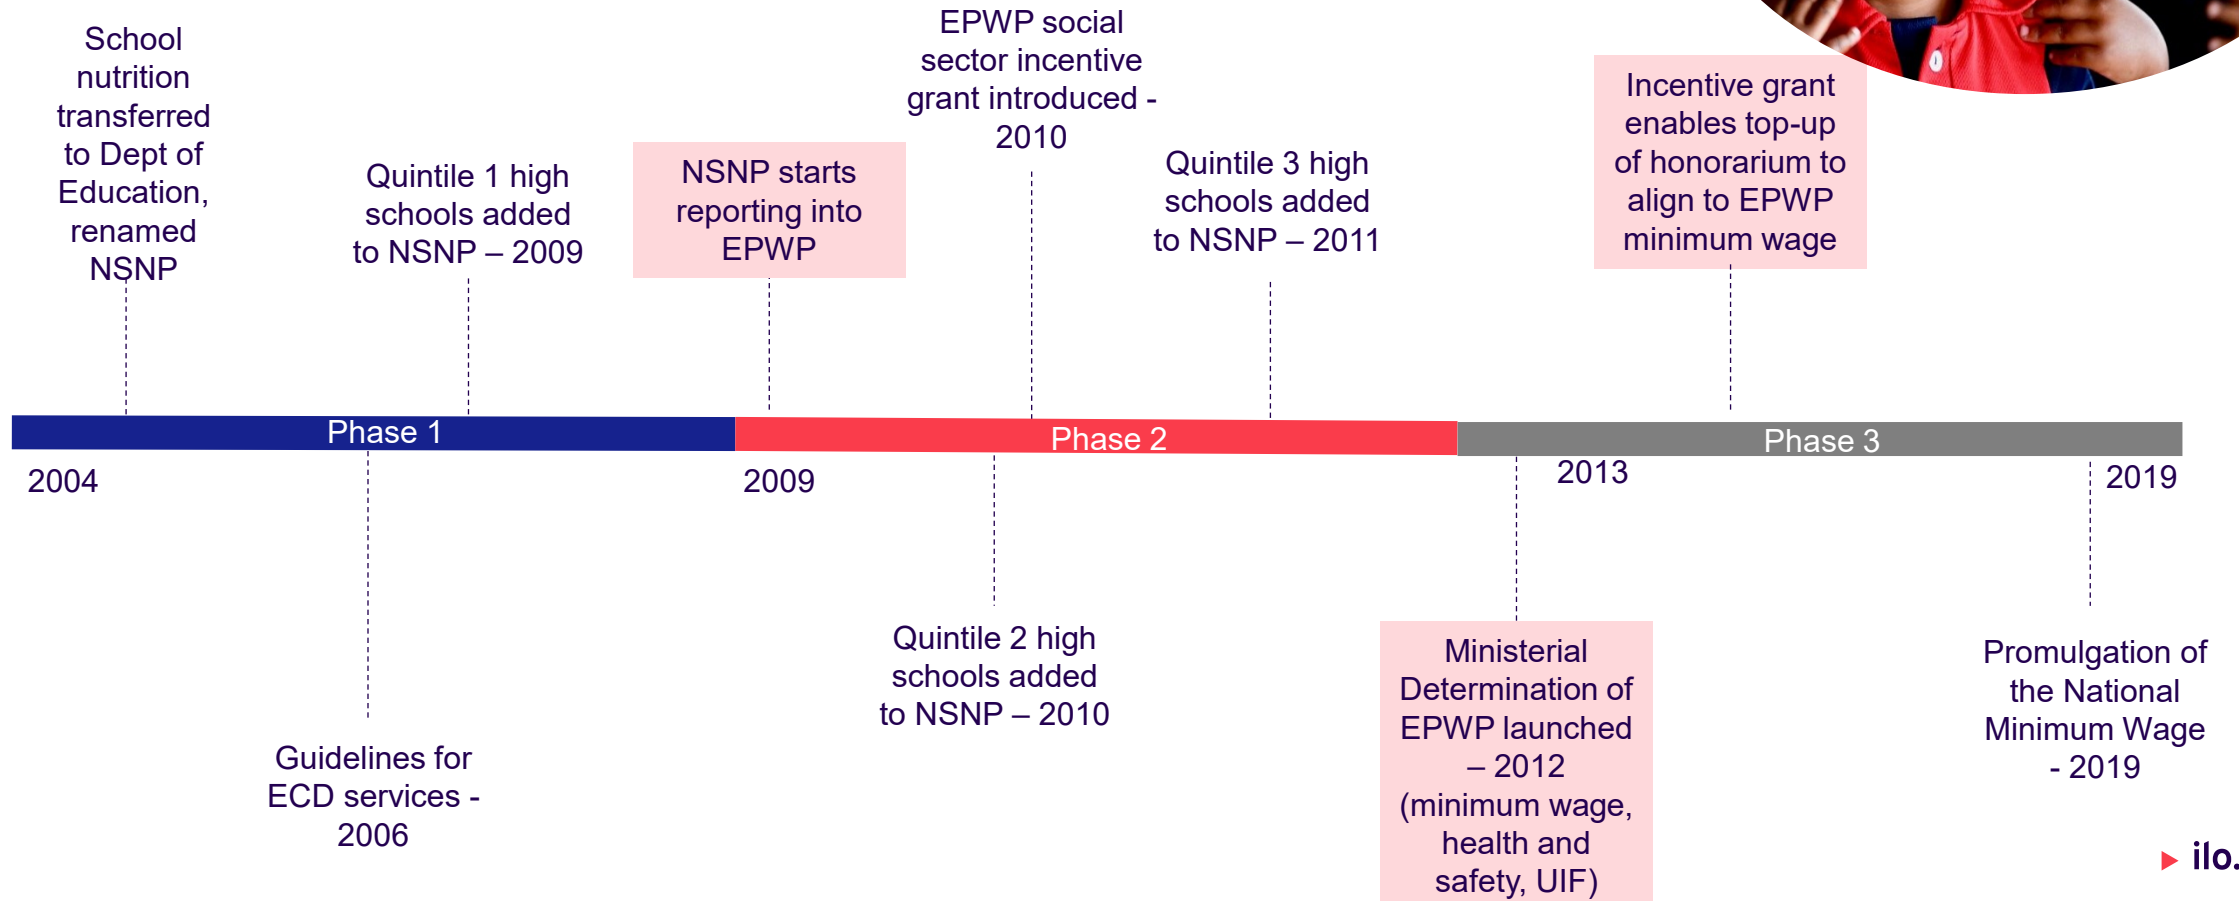 School
nutrition
transferred
to Dept of
Education,
renamed
NSNP
Quintile 1 high
schools added
to NSNP – 2009
NSNP starts
reporting into
EPWP
EPWP social
sector incentive
grant introduced -
2010
Quintile 3 high
schools added
to NSNP – 2011
Incentive grant
enables top-up
of honorarium to
align to EPWP
minimum wage
Phase 1
Phase 2
Phase 3
2004
2009
2013
2019
Guidelines for
ECD services -
2006
Quintile 2 high
schools added
to NSNP – 2010
Ministerial
Determination of
EPWP launched
– 2012
(minimum wage,
health and
safety, UIF)
Promulgation of
the National
Minimum Wage
- 2019
ilo.